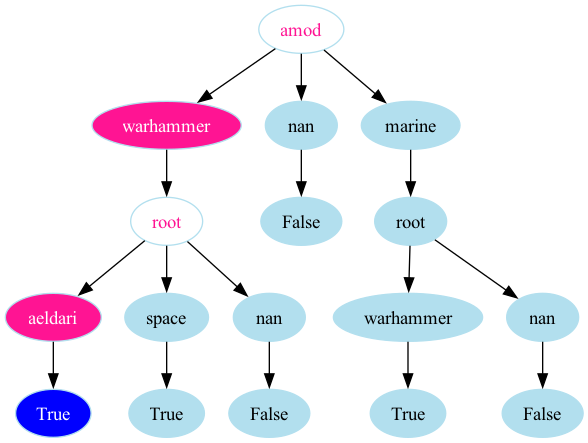 amod
warhammer nan marine
root False root
aeldari space nan warhammer nan
True True False True False